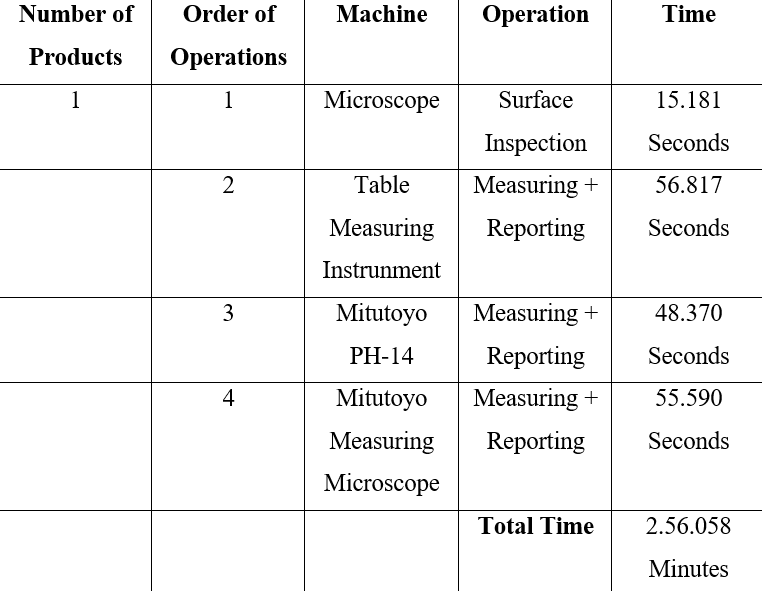 Number of Products	Order of Operations	Machine	Operation	Time
1	1	Microscope	Surface Inspection	15.181 Seconds
2	Table Measuring Instrunment	Measuring + Reporting	56.817 Seconds
3	Mitutoyo PH-14	Measuring + Reporting	48.370 Seconds
4	Mitutoyo Measuring Microscope	Measuring + Reporting	55.590 Seconds
Total Time	2.56.058 Minutes